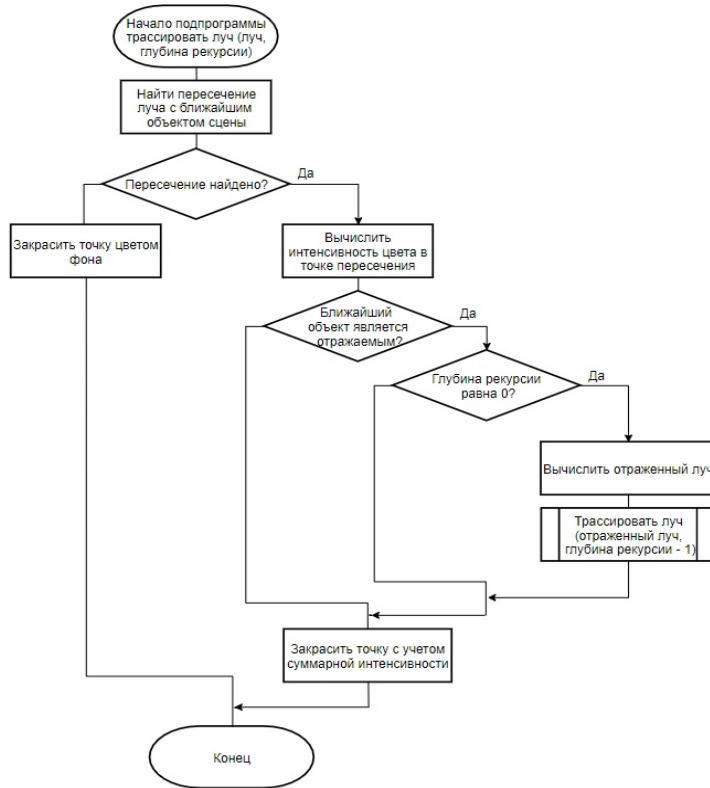 Начало подпрограммы
трассировать луч (луч,
глубина рекурсии)
Найти пересечение
луча с ближайшим
объектом сцены
Пересечение найдено?
Да
Закрасить точку цветом
фона
Вычислить
интенсивность цвета в
точке пересечения
Ближайший
объект является
отражаемым?
Да
Глубина рекурсии
равна 0?
Да
Вычислить отраженный луч
Трассировать луч
(отраженный луч,
глубина рекурсии - 1)
Закрасить точку с учетом
суммарной интенсивности
Конец